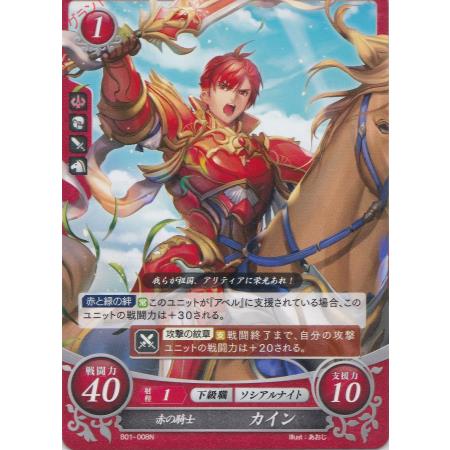 グラント
1
我らが祖国、アリティアに栄光あれ！
赤と緑の絆 常 このユニットが『アベル』に支援されている場合、この
ユニットの戦闘力は＋30される。
攻撃の紋章 支 戦闘終了まで、自分の攻撃
ユニットの戦闘力は＋20される。
戦闘力
40
射程 1 下級職 ソシアルナイト
支援力
10
赤の騎士 カイン
B01-008N
Illust：あおじ